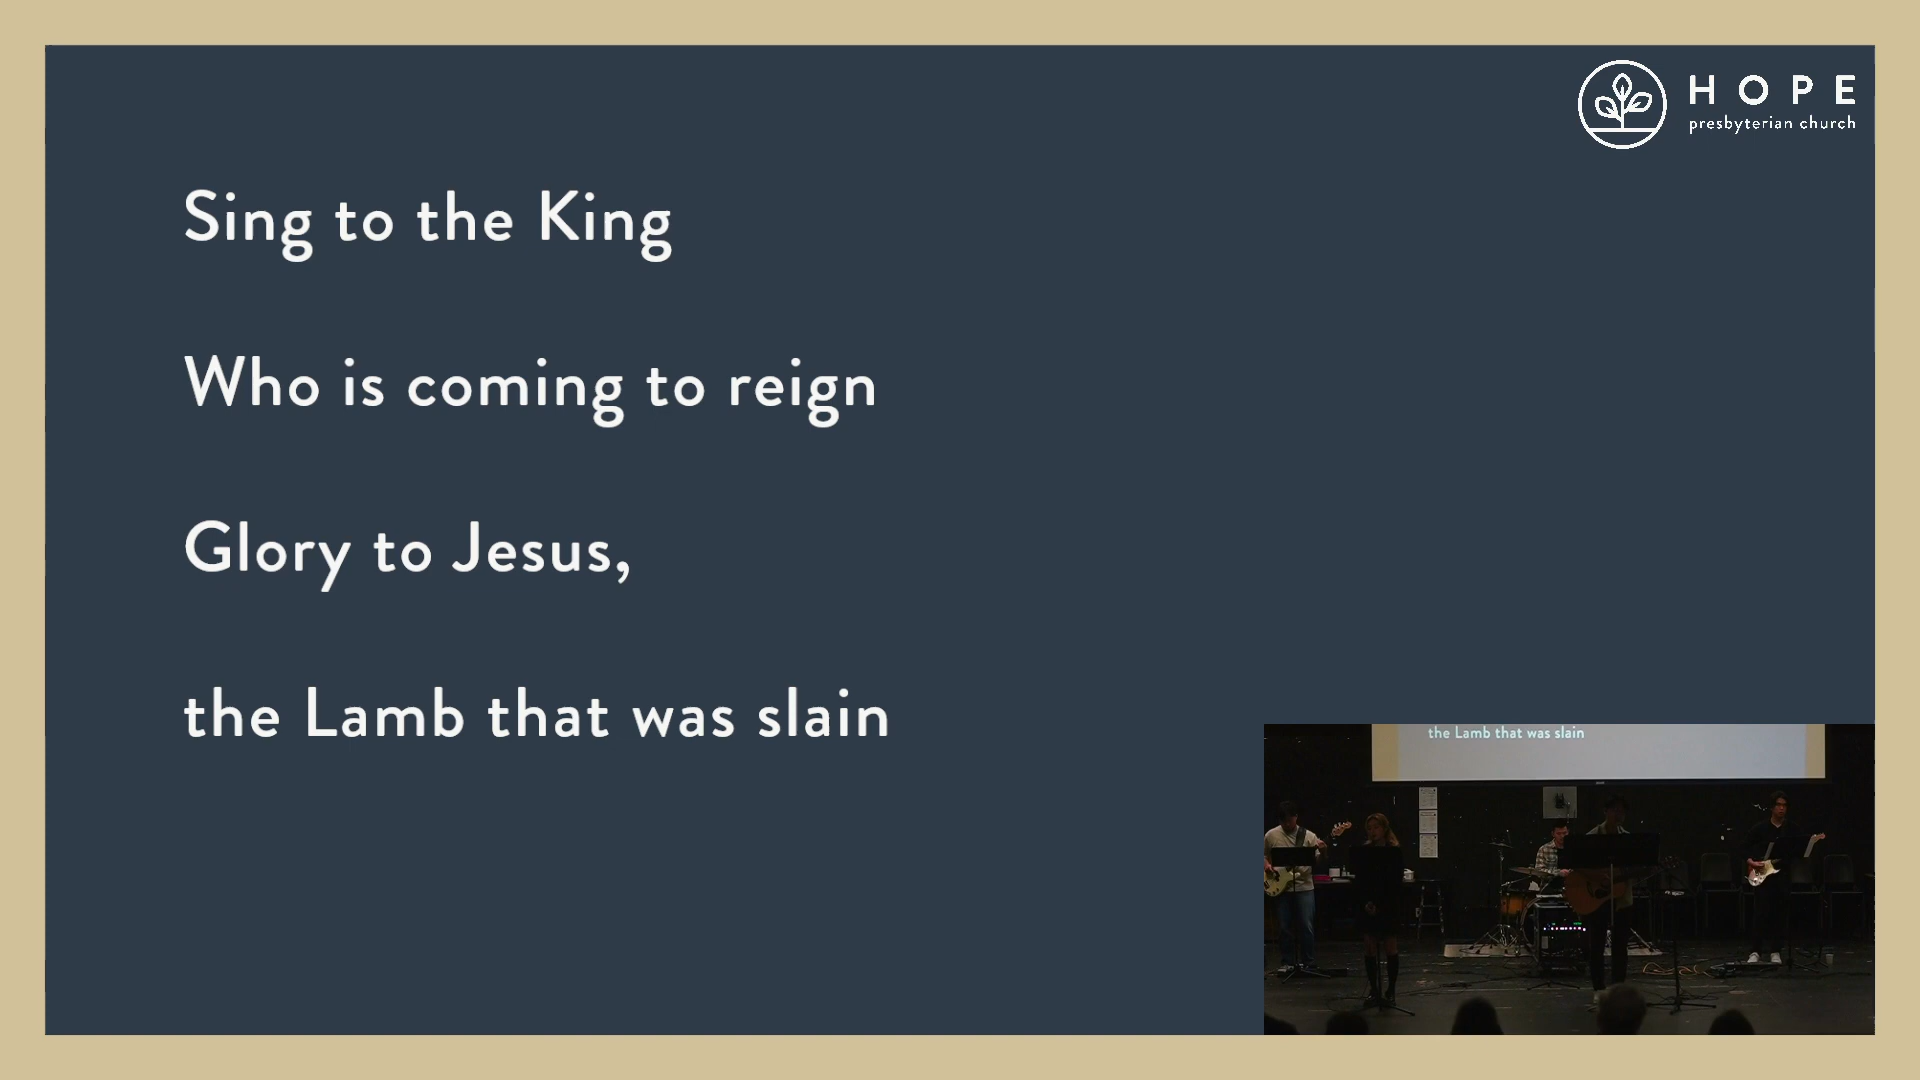 HOPE
presbyterian church
Sing to the King
Who is coming to reign
Glory to Jesus,
the Lamb that was slain
the Lamb that was slain